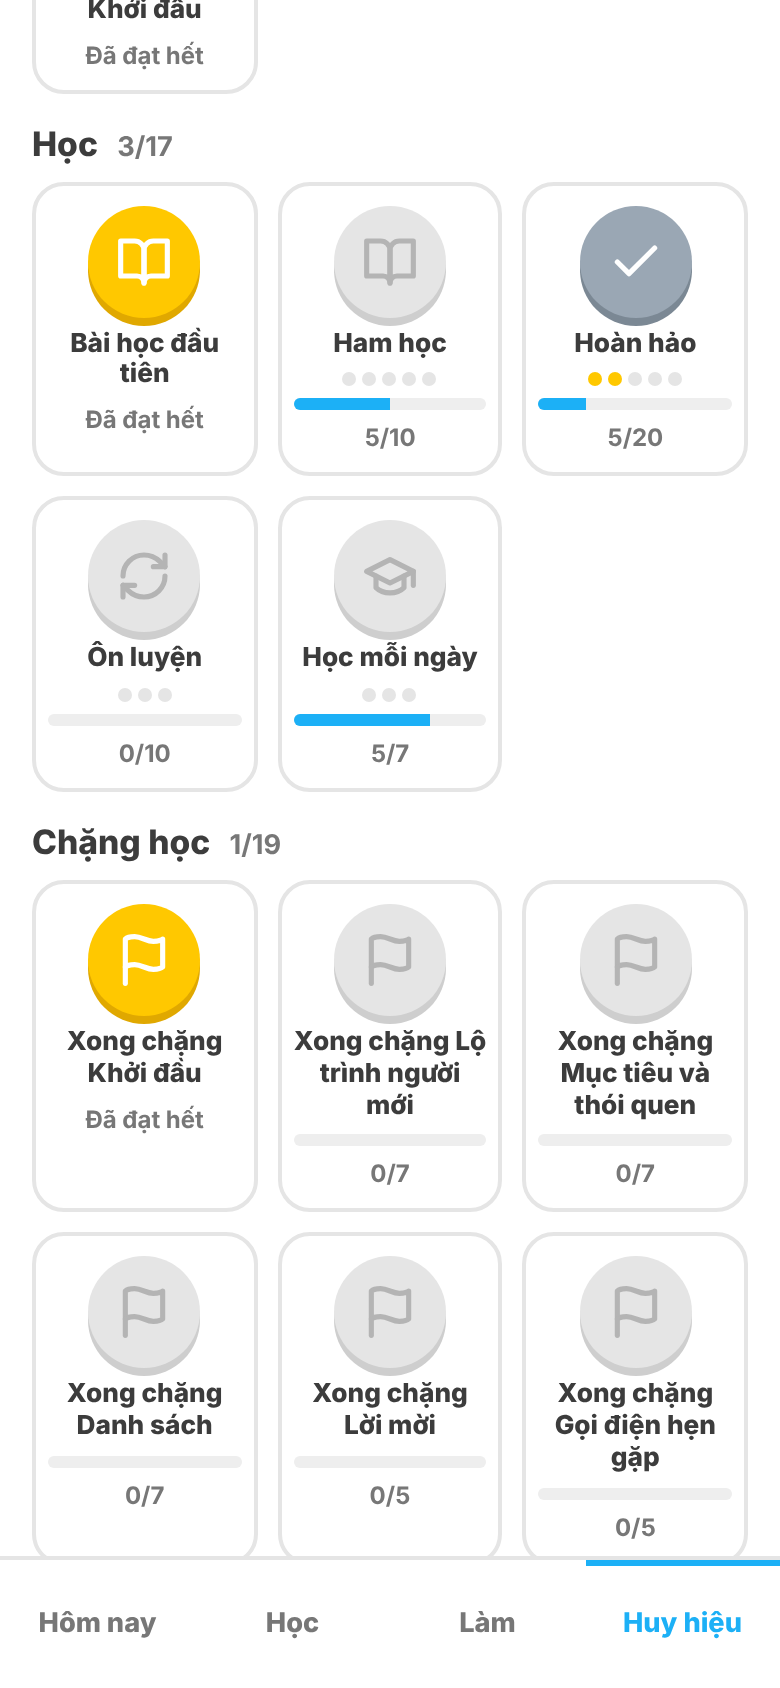 Khởi đầu
Đã đạt hết
Học 3/17
Bài học đầu
tiên
Đã đạt hết
Ham học
5/10
Hoàn hảo
5/20
Ôn luyện
0/10
Học mỗi ngày
5/7
Chặng học 1/19
Xong chặng
Khởi đầu
Đã đạt hết
Xong chặng Lộ
trình người
mới
0/7
Xong chặng
Mục tiêu và
thói quen
0/7
Xong chặng
Danh sách
0/7
Xong chặng
Lời mời
0/5
Xong chặng
Gọi điện hẹn
gặp
0/5
Hôm nay
Học
Làm
Huy hiệu